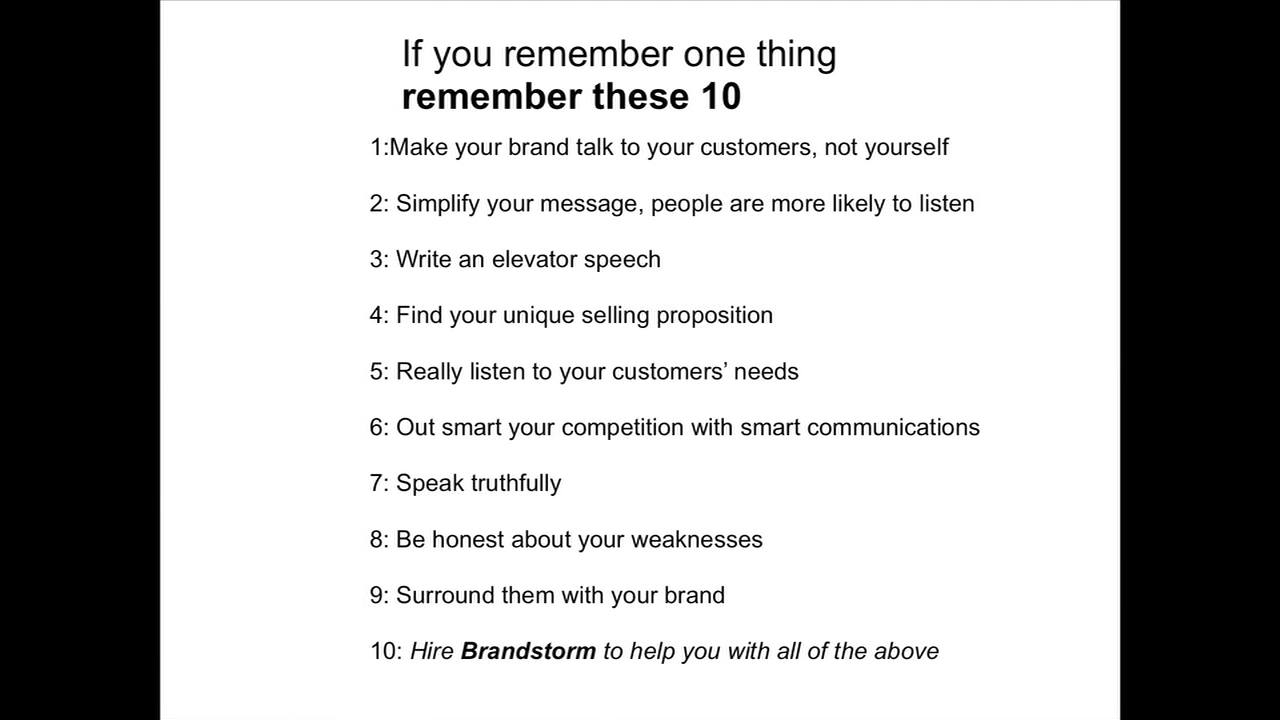 If you remember one thing
remember these 10
1:Make your brand talk to your customers, not yourself
2: Simplify your message, people are more likely to listen
3: Write an elevator speech
4: Find your unique selling proposition
5: Really listen to your customers’ needs
6: Out smart your competition with smart communications
7: Speak truthfully
8: Be honest about your weaknesses
9: Surround them with your brand
10: Hire Brandstorm to help you with all of the above